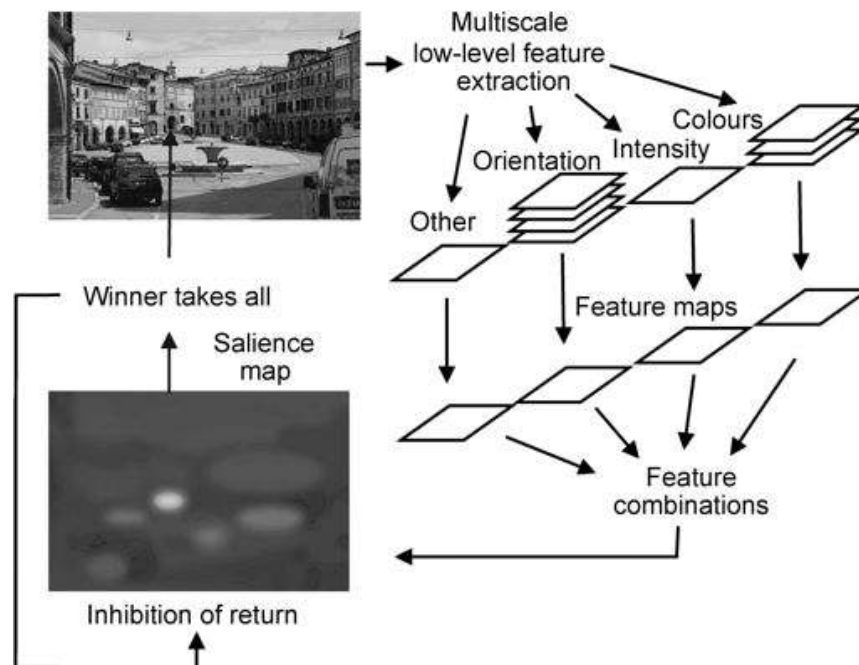 Multiscale
low-level feature
extraction
Colours
Intensity
Orientation
Other
Feature maps
Winner takes all
Salience
map
Feature
combinations
Inhibition of return